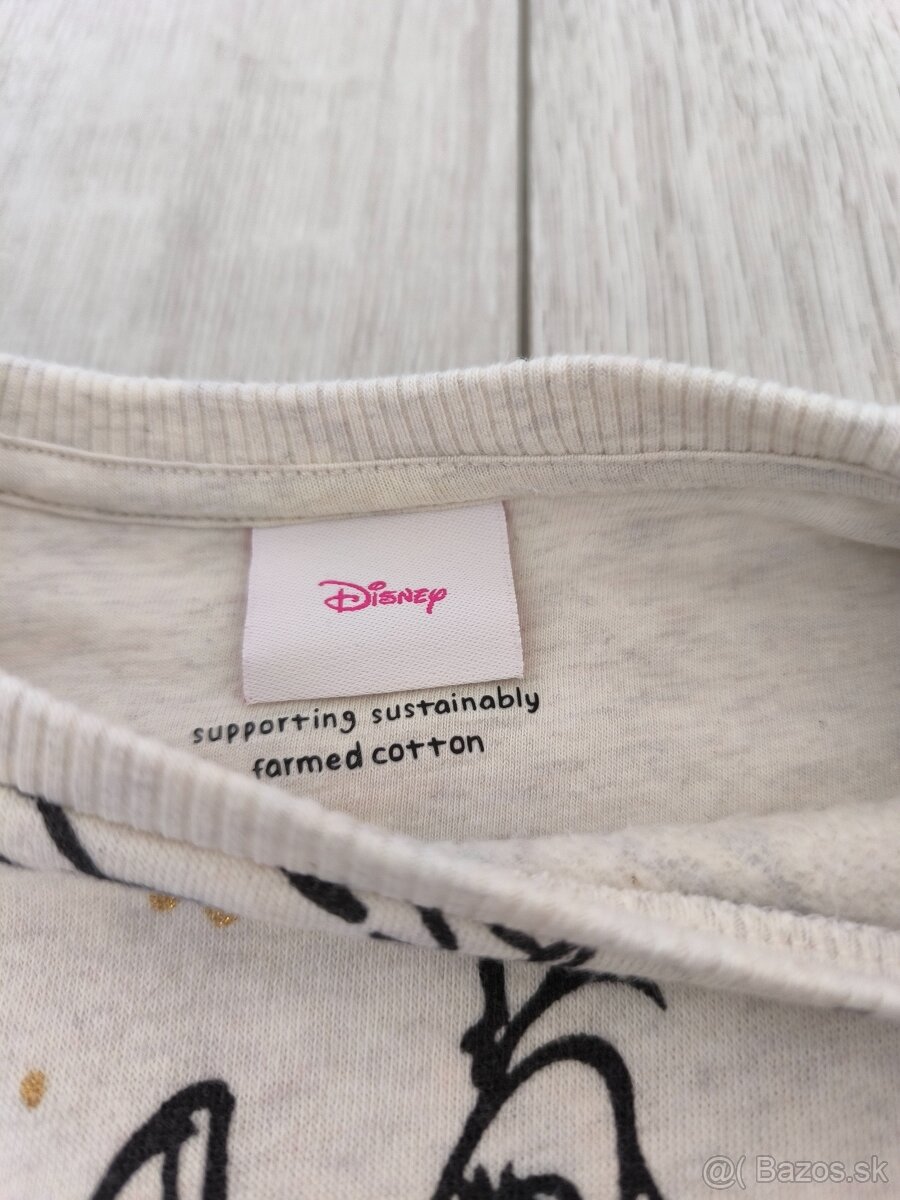 Disney
supporting sustainably
farmed cotton
@( Bazos.sk